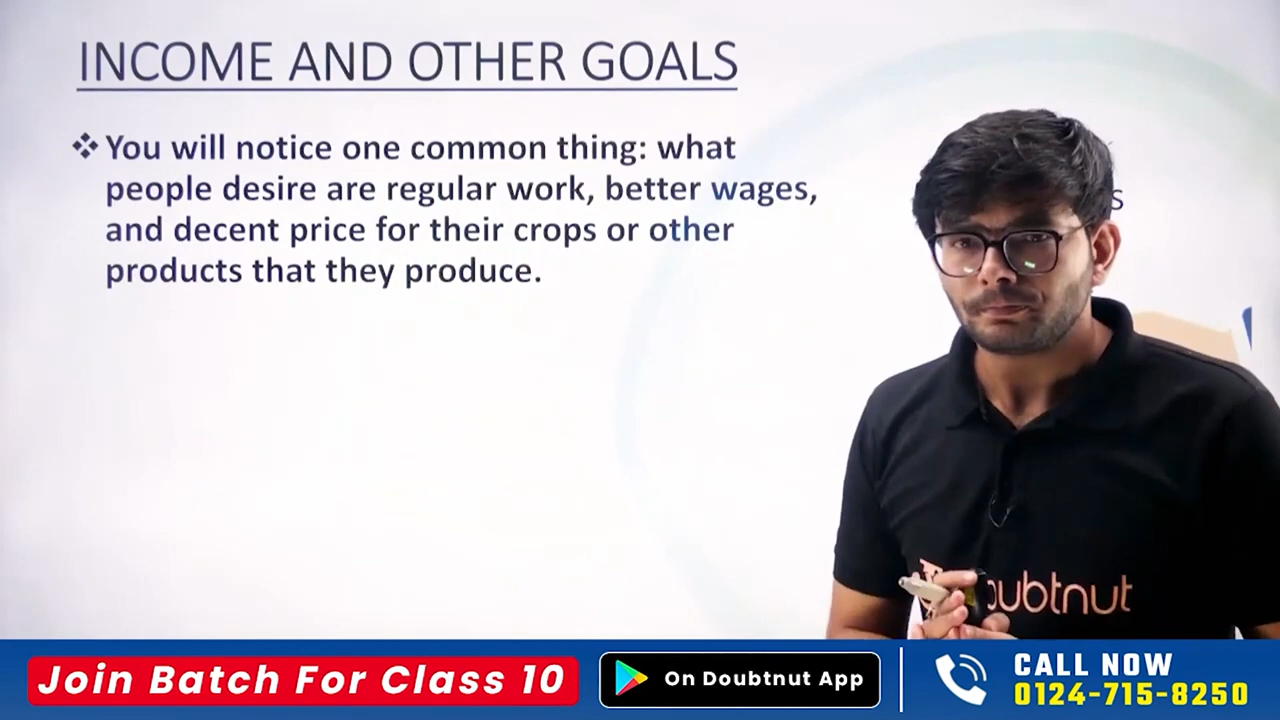 INCOME AND OTHER GOALS
❖ You will notice one common thing: what
people desire are regular work, better wages,
and decent price for their crops or other
products that they produce.
oubtnut
Join Batch For Class 10
On Doubtnut App
CALL NOW
0124-715-8250